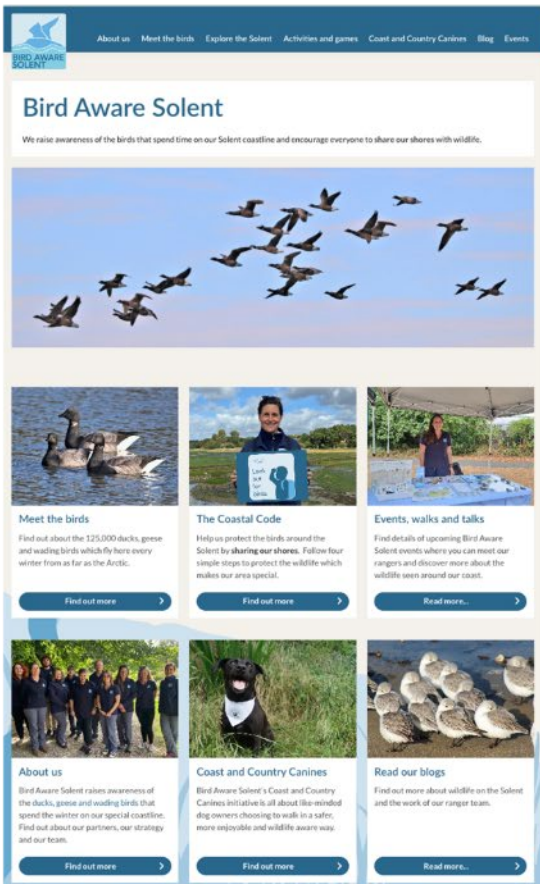 BIRD AWARE
SOLENT
About us Meet the birds Explore the Solent Activities and games Coast and Country Canines Blog Events
Bird Aware Solent
We raise awareness of the birds that spend time on our Solent coastline and encourage everyone to share our shores with wildlife.
Meet the birds
Find out about the 125,000 ducks, geese
and wading birds which fly here every
winter from as far as the Arctic.
Find out more
The Coastal Code
Help us protect the birds around the
Solent by sharing our shores. Follow four
simple steps to protect the wildlife which
makes our area special.
Find out more
Events, walks and talks
Find details of upcoming Bird Aware
Solent events where you can meet our
rangers and discover more about the
wildlife seen around our coast.
Read more...
About us
Bird Aware Solent raises awareness of
the ducks, geese and wading birds that
spend the winter on our special coastline.
Find out about our partners, our strategy
and our team.
Find out more
Coast and Country Canines
Bird Aware Solent's Coast and Country
Canines initiative is all about like-minded
dog owners choosing to walk in a safer,
more enjoyable and wildlife aware way.
Find out more
Read our blogs
Find out more about wildlife on the Solent
and the work of our ranger team.
Read more...